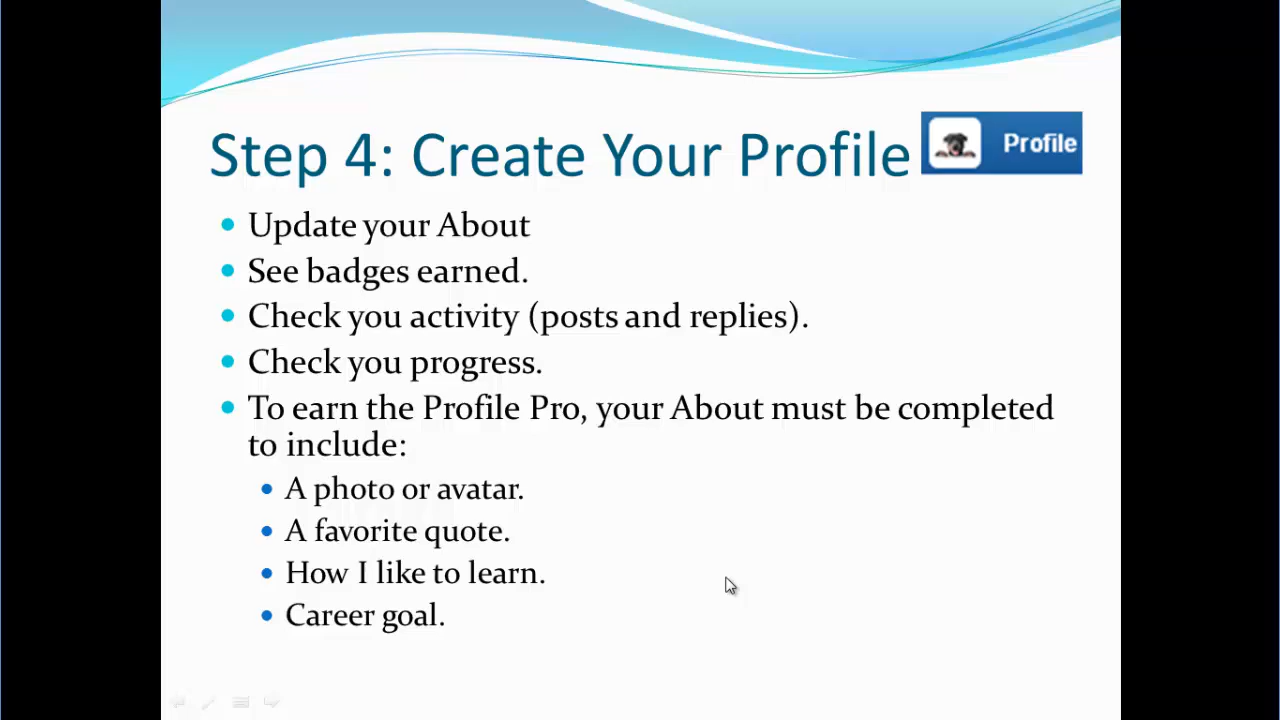 Step 4: Create Your Profile
Profile
Update your About
See badges earned.
Check you activity (posts and replies).
Check you progress.
To earn the Profile Pro, your About must be completed
to include:
A photo or avatar.
A favorite quote.
How I like to learn.
Career goal.